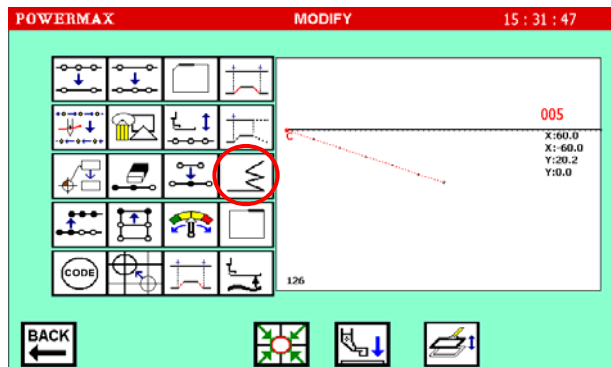 POWERMAX MODIFY 15 : 31 : 47
005
C
X:60.0
X:-60.0
Y:20.2
Y:0.0
CODE
126
BACK